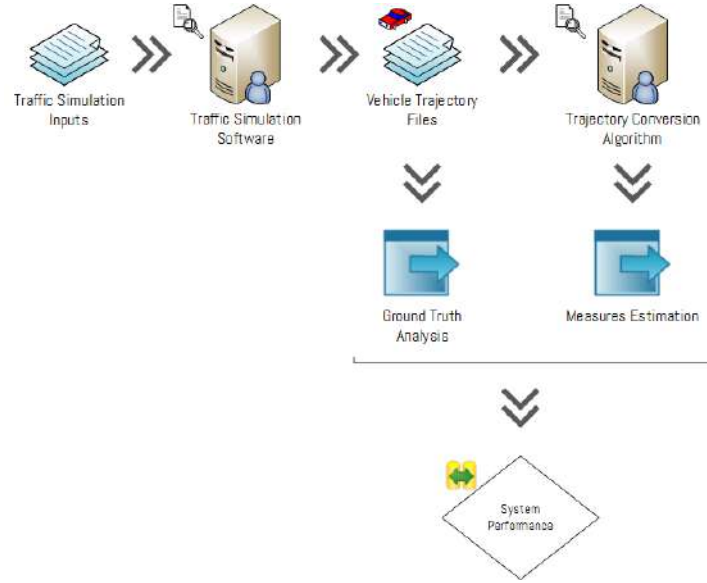 Traffic Simulation
Inputs
Traffic Simulation
Software
Vehicle Trajectory
Files
Trajectory Conversion
Algorithm
Ground Truth
Analysis
Measures Estimation
System
Performance